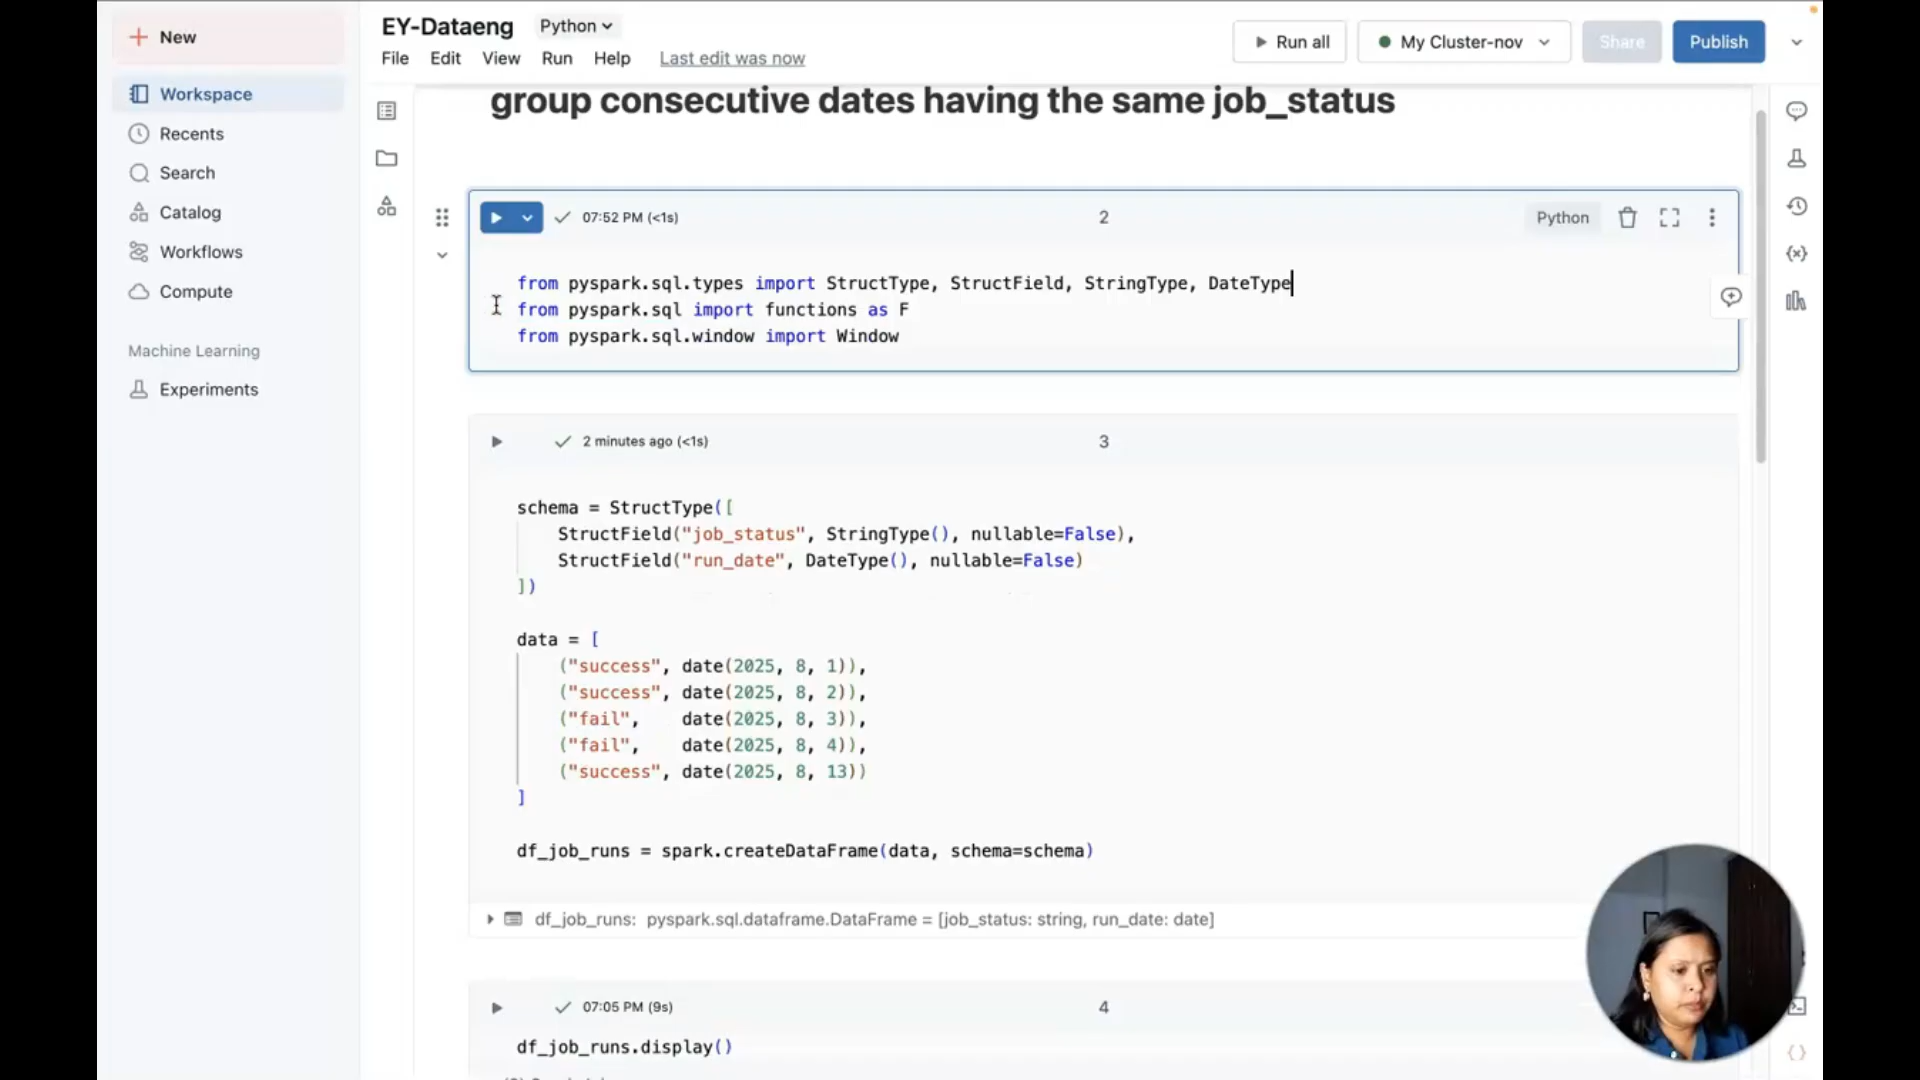 New
Workspace
Recents
Search
Catalog
Workflows
Compute
Machine Learning
Experiments
EY-Dataeng Python
File Edit View Run Help Last edit was now
Run all My Cluster-nov Share Publish
group consecutive dates having the same job_status
07:52 PM (<1s) 2 Python
from pyspark.sql.types import StructType, StructField, StringType, DateType
from pyspark.sql import functions as F
from pyspark.sql.window import Window
2 minutes ago (<1s) 3
schema = StructType([
StructField("job_status", StringType(), nullable=False),
StructField("run_date", DateType(), nullable=False)
])
data = [
("success", date(2025, 8, 1)),
("success", date(2025, 8, 2)),
("fail", date(2025, 8, 3)),
("fail", date(2025, 8, 4)),
("success", date(2025, 8, 13))
]
df_job_runs = spark.createDataFrame(data, schema=schema)
df_job_runs: pyspark.sql.dataframe.DataFrame = [job_status: string, run_date: date]
07:05 PM (9s) 4
df_job_runs.display()